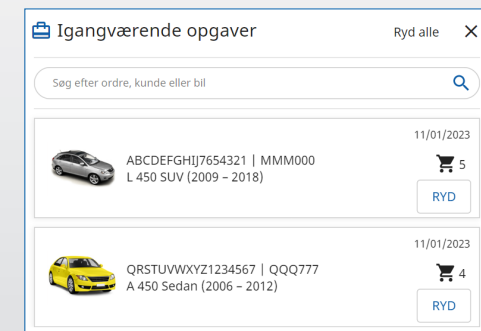 Igangværende opgaver
Ryd alle
Søg efter ordre, kunde eller bil
11/01/2023
ABCDEFGHIJ7654321 | MMM000
5
L 450 SUV (2009 – 2018)
RYD
11/01/2023
QRSTUVWXYZ1234567 | QQQ777
4
A 450 Sedan (2006 – 2012)
RYD